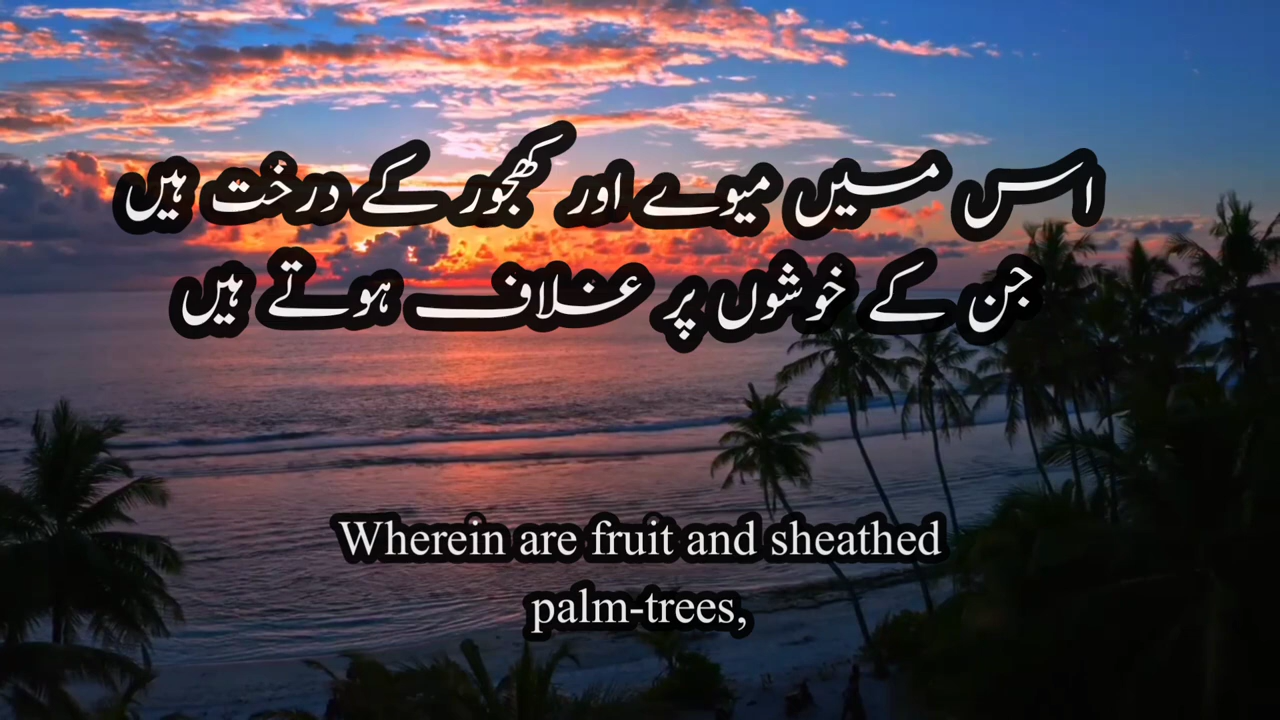 اس میں میوے اور کھجور کے درخت ہیں
جن کے خوشوں پر غلاف ہوتے ہیں
Wherein are fruit and sheathed
palm-trees,